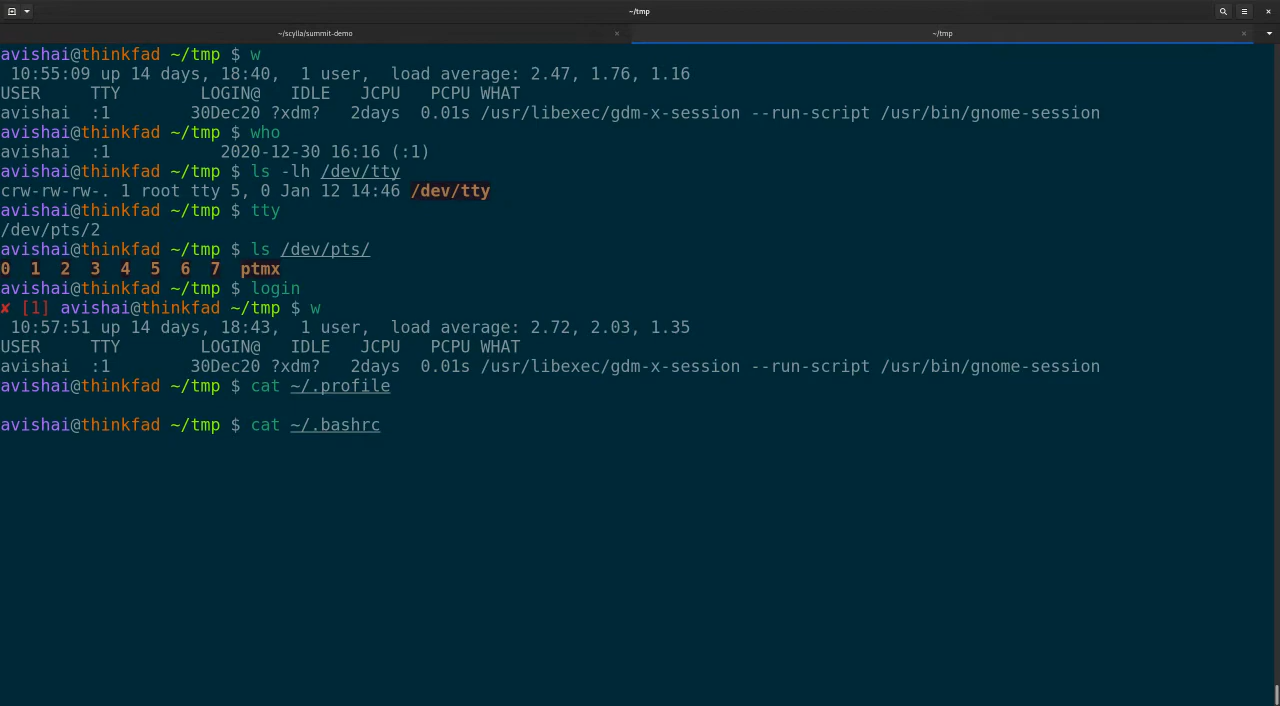 ~/tmp
~/scylla/summit-demo
~/tmp
avishai@thinkfad ~/tmp $ w
 10:55:09 up 14 days, 18:40,  1 user,  load average: 2.47, 1.76, 1.16
USER     TTY        LOGIN@   IDLE   JCPU   PCPU WHAT
avishai  :1        30Dec20 ?xdm?   2days  0.01s /usr/libexec/gdm-x-session --run-script /usr/bin/gnome-session
avishai@thinkfad ~/tmp $ who
avishai  :1           2020-12-30 16:16 (:1)
avishai@thinkfad ~/tmp $ ls -lh /dev/tty
crw-rw-rw-. 1 root tty 5, 0 Jan 12 14:46 /dev/tty
avishai@thinkfad ~/tmp $ tty
/dev/pts/2
avishai@thinkfad ~/tmp $ ls /dev/pts/
0  1  2  3  4  5  6  7  ptmx
avishai@thinkfad ~/tmp $ login
✘ [1] avishai@thinkfad ~/tmp $ w
 10:57:51 up 14 days, 18:43,  1 user,  load average: 2.72, 2.03, 1.35
USER     TTY        LOGIN@   IDLE   JCPU   PCPU WHAT
avishai  :1        30Dec20 ?xdm?   2days  0.01s /usr/libexec/gdm-x-session --run-script /usr/bin/gnome-session
avishai@thinkfad ~/tmp $ cat ~/.profile
avishai@thinkfad ~/tmp $ cat ~/.bashrc